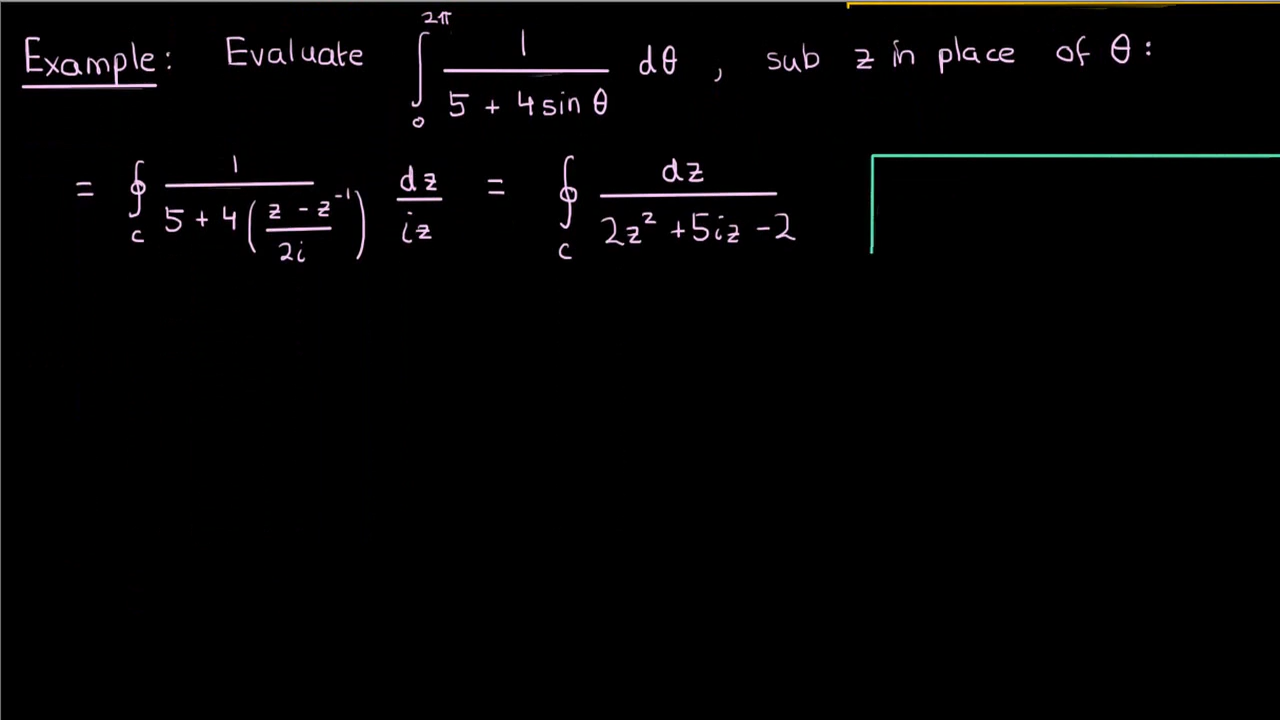 Example: Evaluate ∫₀^{2π} 1/(5 + 4 sin θ) dθ , sub z in place of θ:
= ∮_C 1/(5 + 4((z − z⁻¹)/2i)) dz/iz = ∮_C dz/(2z² + 5iz − 2)